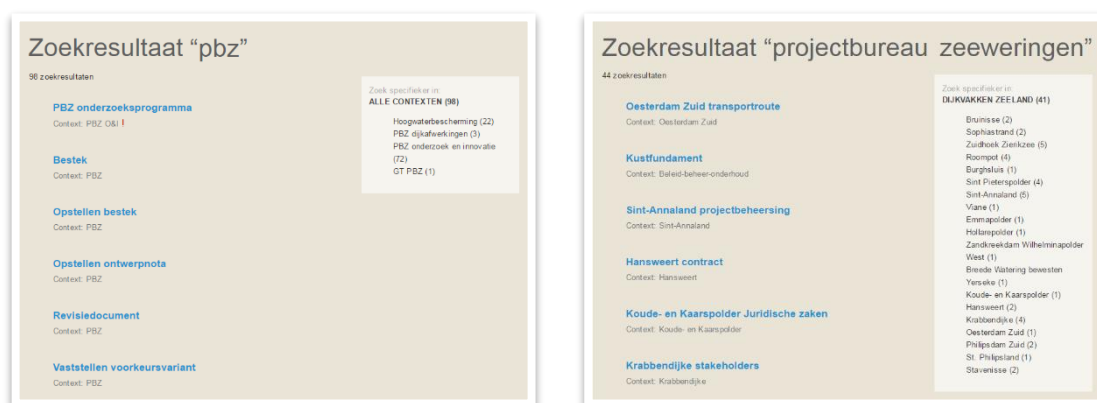 Zoekresultaat “pbz”
98 zoekresultaten
PBZ onderzoeksprogramma
Context: PBZ O&I !
Bestek
Context: PBZ
Opstellen bestek
Context: PBZ
Opstellen ontwerpnota
Context: PBZ
Revisiedocument
Context: PBZ
Vaststellen voorkeursvariant
Context: PBZ
Zoek specifieker in:
ALLE CONTEXTEN (98)
Hoogwaterbescherming (22)
PBZ dijkafwerkingen (3)
PBZ onderzoek en innovatie
(72)
GT PBZ (1)
Zoekresultaat “projectbureau zeeweringen”
44 zoekresultaten
Oesterdam Zuid transportroute
Context: Oesterdam Zuid
Kustfundament
Context: Beleid-beheer-onderhoud
Sint-Annaland projectbeheersing
Context: Sint-Annaland
Hansweert contract
Context: Hansweert
Koude- en Kaarspolder Juridische zaken
Context: Koude- en Kaarspolder
Krabbendijke stakeholders
Context: Krabbendijke
Zoek specifieker in:
DIJKVAKKEN ZEELAND (41)
Bruinisse (2)
Sophiastrand (2)
Zuidhoek Zierikzee (5)
Roompot (4)
Burghsluis (1)
Sint Pieterspolder (4)
Sint-Annaland (5)
Viane (1)
Emmapolder (1)
Hollarepolder (1)
Zandkreekdam Wilhelminapolder
West (1)
Breede Watering bewesten
Yerseke (1)
Koude- en Kaarspolder (1)
Hansweert (2)
Krabbendijke (4)
Oesterdam Zuid (1)
Philipsdam Zuid (2)
St. Philipsland (1)
Stavenisse (2)